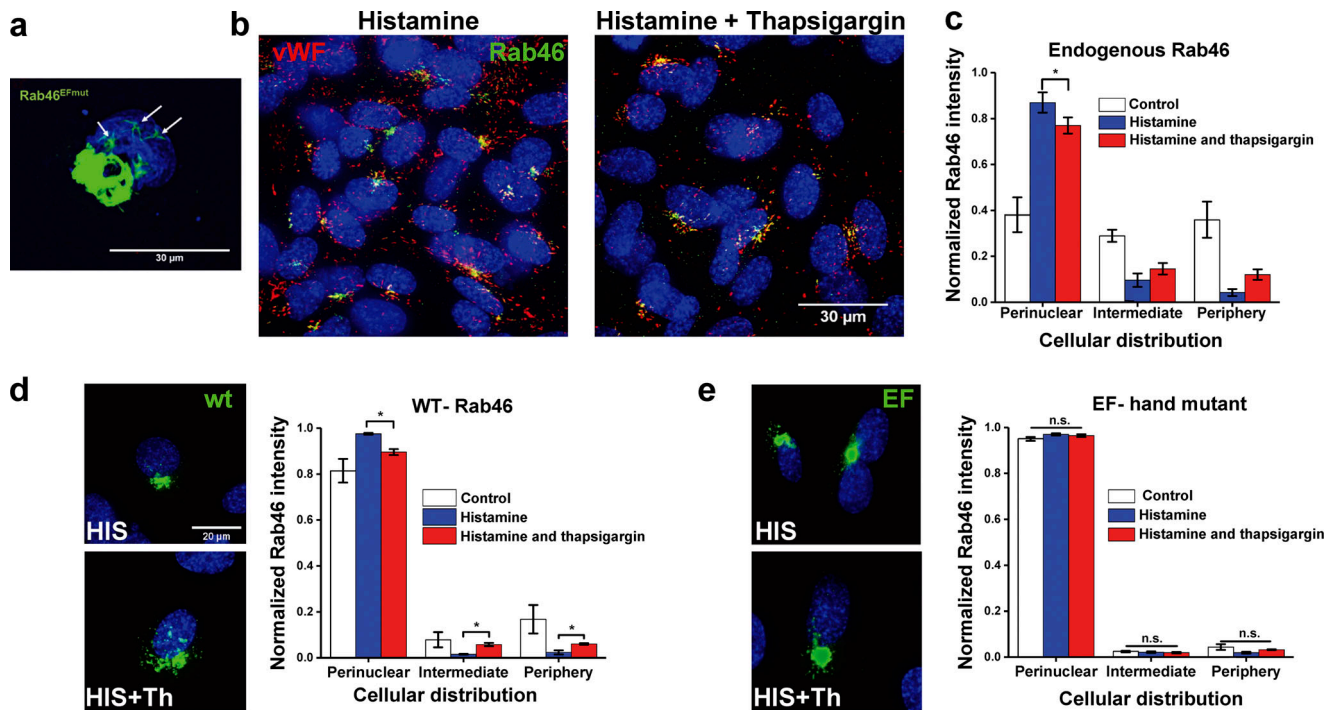 a
Rab46EFmut
30 µm
b
Histamine
Histamine + Thapsigargin
vWF
Rab46
30 µm
c
Endogenous Rab46
Normalized Rab46 intensity
1.0
0.8
0.6
0.4
0.2
0.0
*
Control
Histamine
Histamine and thapsigargin
Perinuclear Intermediate Periphery
Cellular distribution
d
wt
HIS
20 µm
HIS+Th
WT- Rab46
Normalized Rab46 intensity
1.0
0.8
0.6
0.4
0.2
0.0
*
Control
Histamine
Histamine and thapsigargin
* *
Perinuclear Intermediate Periphery
Cellular distribution
e
EF
HIS
HIS+Th
EF- hand mutant
Normalized Rab46 intensity
1.0
0.8
0.6
0.4
0.2
0.0
n.s.
Control
Histamine
Histamine and thapsigargin
n.s. n.s.
Perinuclear Intermediate Periphery
Cellular distribution